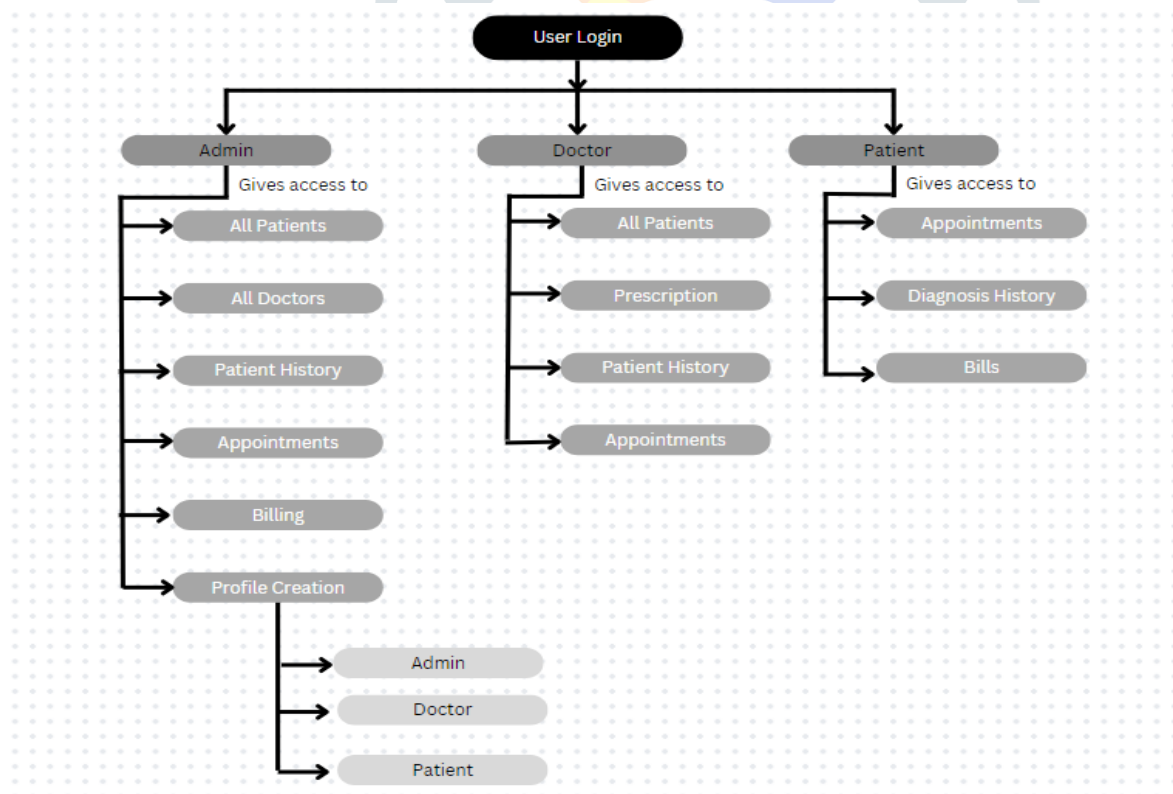 User Login
Admin
Gives access to
All Patients
All Doctors
Patient History
Appointments
Billing
Profile Creation
Admin
Doctor
Patient
Doctor
Gives access to
All Patients
Prescription
Patient History
Appointments
Patient
Gives access to
Appointments
Diagnosis History
Bills